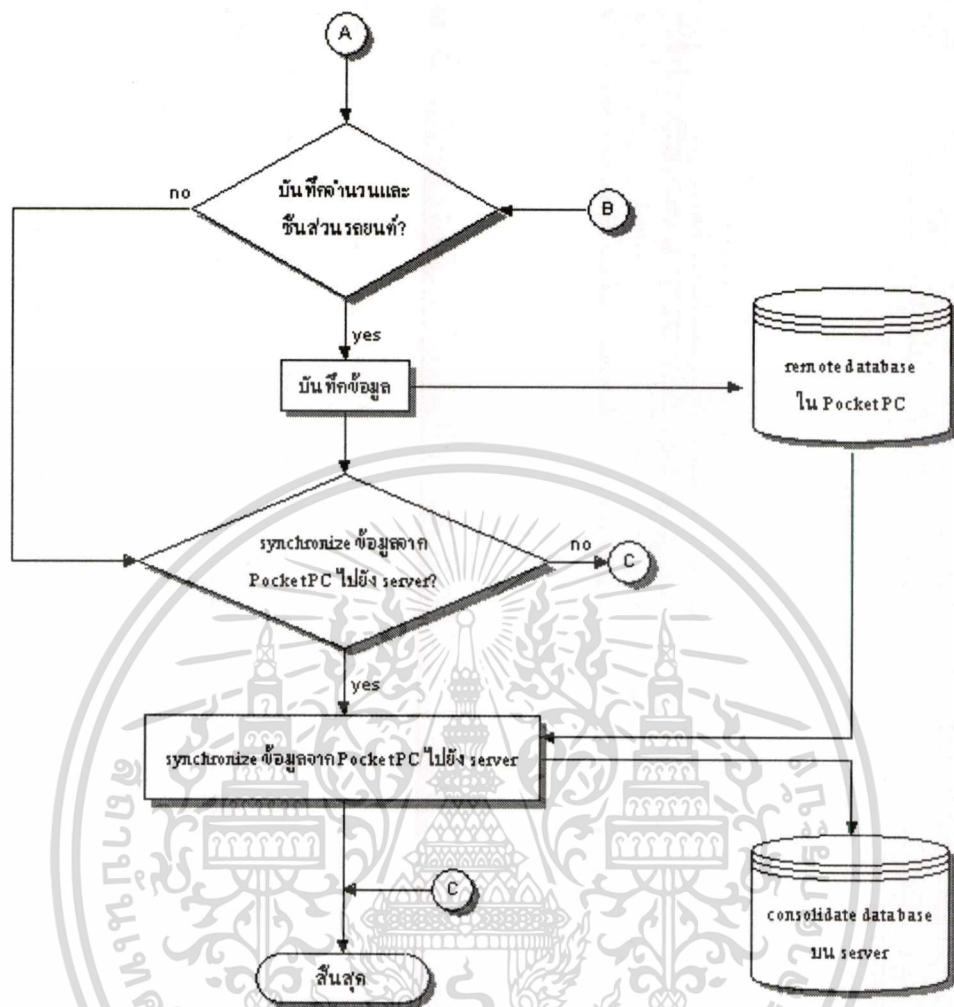 A
no
บันทึกจำนวนและ
ชิ้นส่วนรถยนต์?
B
yes
บันทึกข้อมูล
remote database
ใน PocketPC
synchronize ข้อมูลจาก
PocketPC ไปยัง server?
no
C
yes
synchronize ข้อมูลจาก PocketPC ไปยัง server
C
consolidate database
บน server
สิ้นสุด